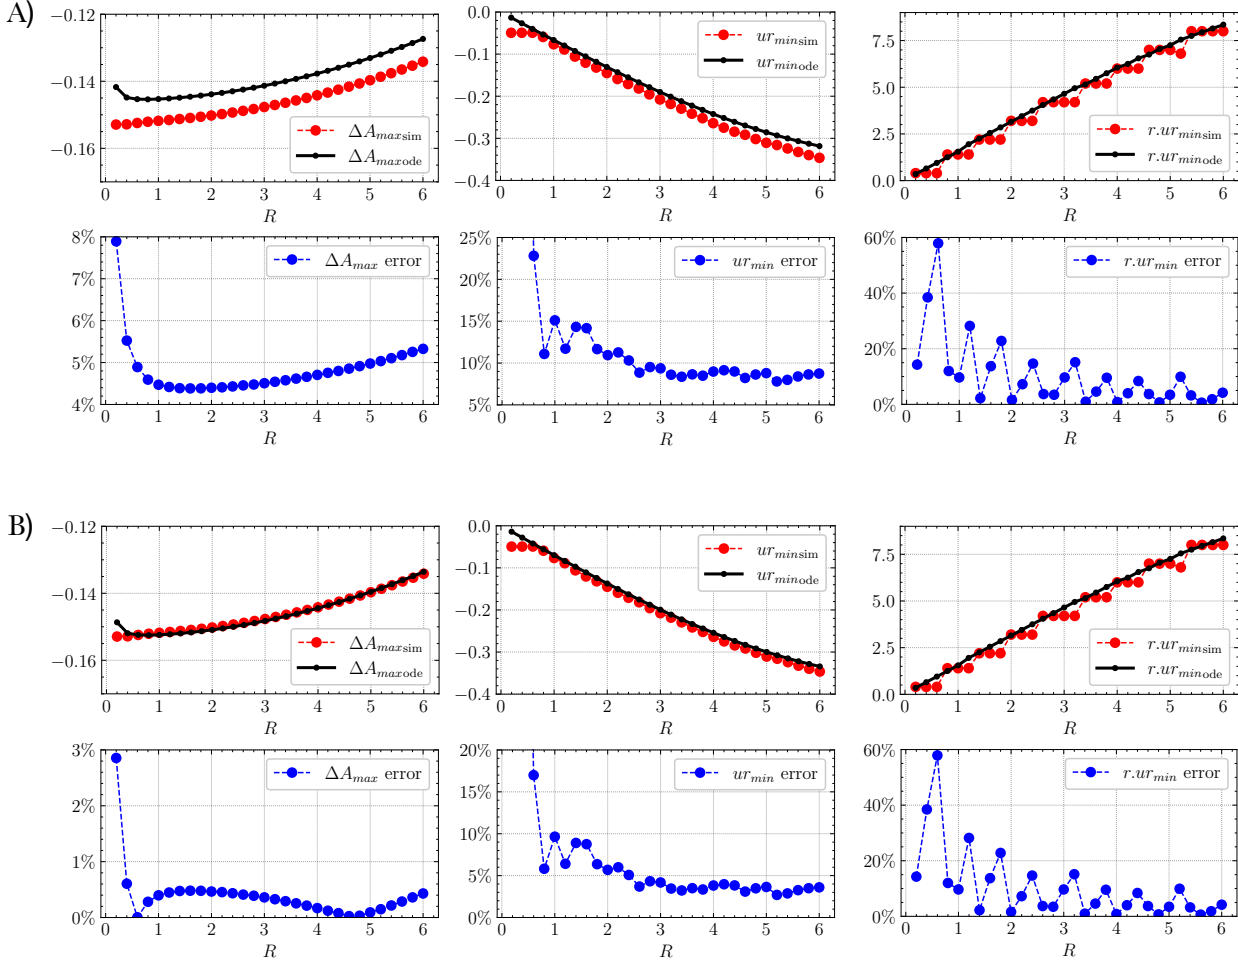 A)
−0.12
−0.14
−0.16
ΔA_max sim
ΔA_max ode
0 1 2 3 4 5 6
R
0.0
−0.1
−0.2
−0.3
−0.4
ur_min sim
ur_min ode
0 1 2 3 4 5 6
R
7.5
5.0
2.5
0.0
r.ur_min sim
r.ur_min ode
0 1 2 3 4 5 6
R
8%
7%
6%
5%
4%
ΔA_max error
0 1 2 3 4 5 6
R
25%
20%
15%
10%
5%
ur_min error
0 1 2 3 4 5 6
R
60%
40%
20%
0%
r.ur_min error
0 1 2 3 4 5 6
R
B)
−0.12
−0.14
−0.16
ΔA_max sim
ΔA_max ode
0 1 2 3 4 5 6
R
0.0
−0.1
−0.2
−0.3
−0.4
ur_min sim
ur_min ode
0 1 2 3 4 5 6
R
7.5
5.0
2.5
0.0
r.ur_min sim
r.ur_min ode
0 1 2 3 4 5 6
R
3%
2%
1%
0%
ΔA_max error
0 1 2 3 4 5 6
R
20%
15%
10%
5%
0%
ur_min error
0 1 2 3 4 5 6
R
60%
40%
20%
0%
r.ur_min error
0 1 2 3 4 5 6
R